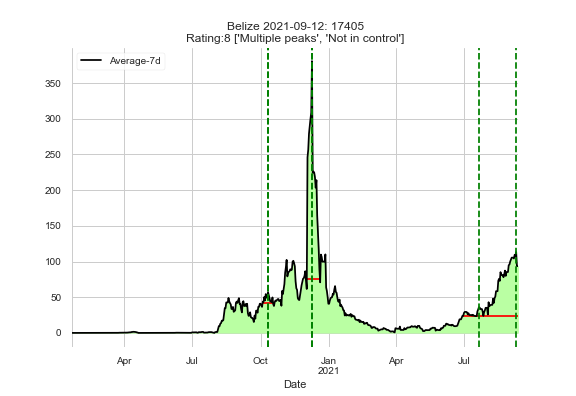 Belize 2021-09-12: 17405
Rating:8 ['Multiple peaks', 'Not in control']
Average-7d
350
300
250
200
150
100
50
0
Apr Jul Oct Jan Apr Jul
2021
Date